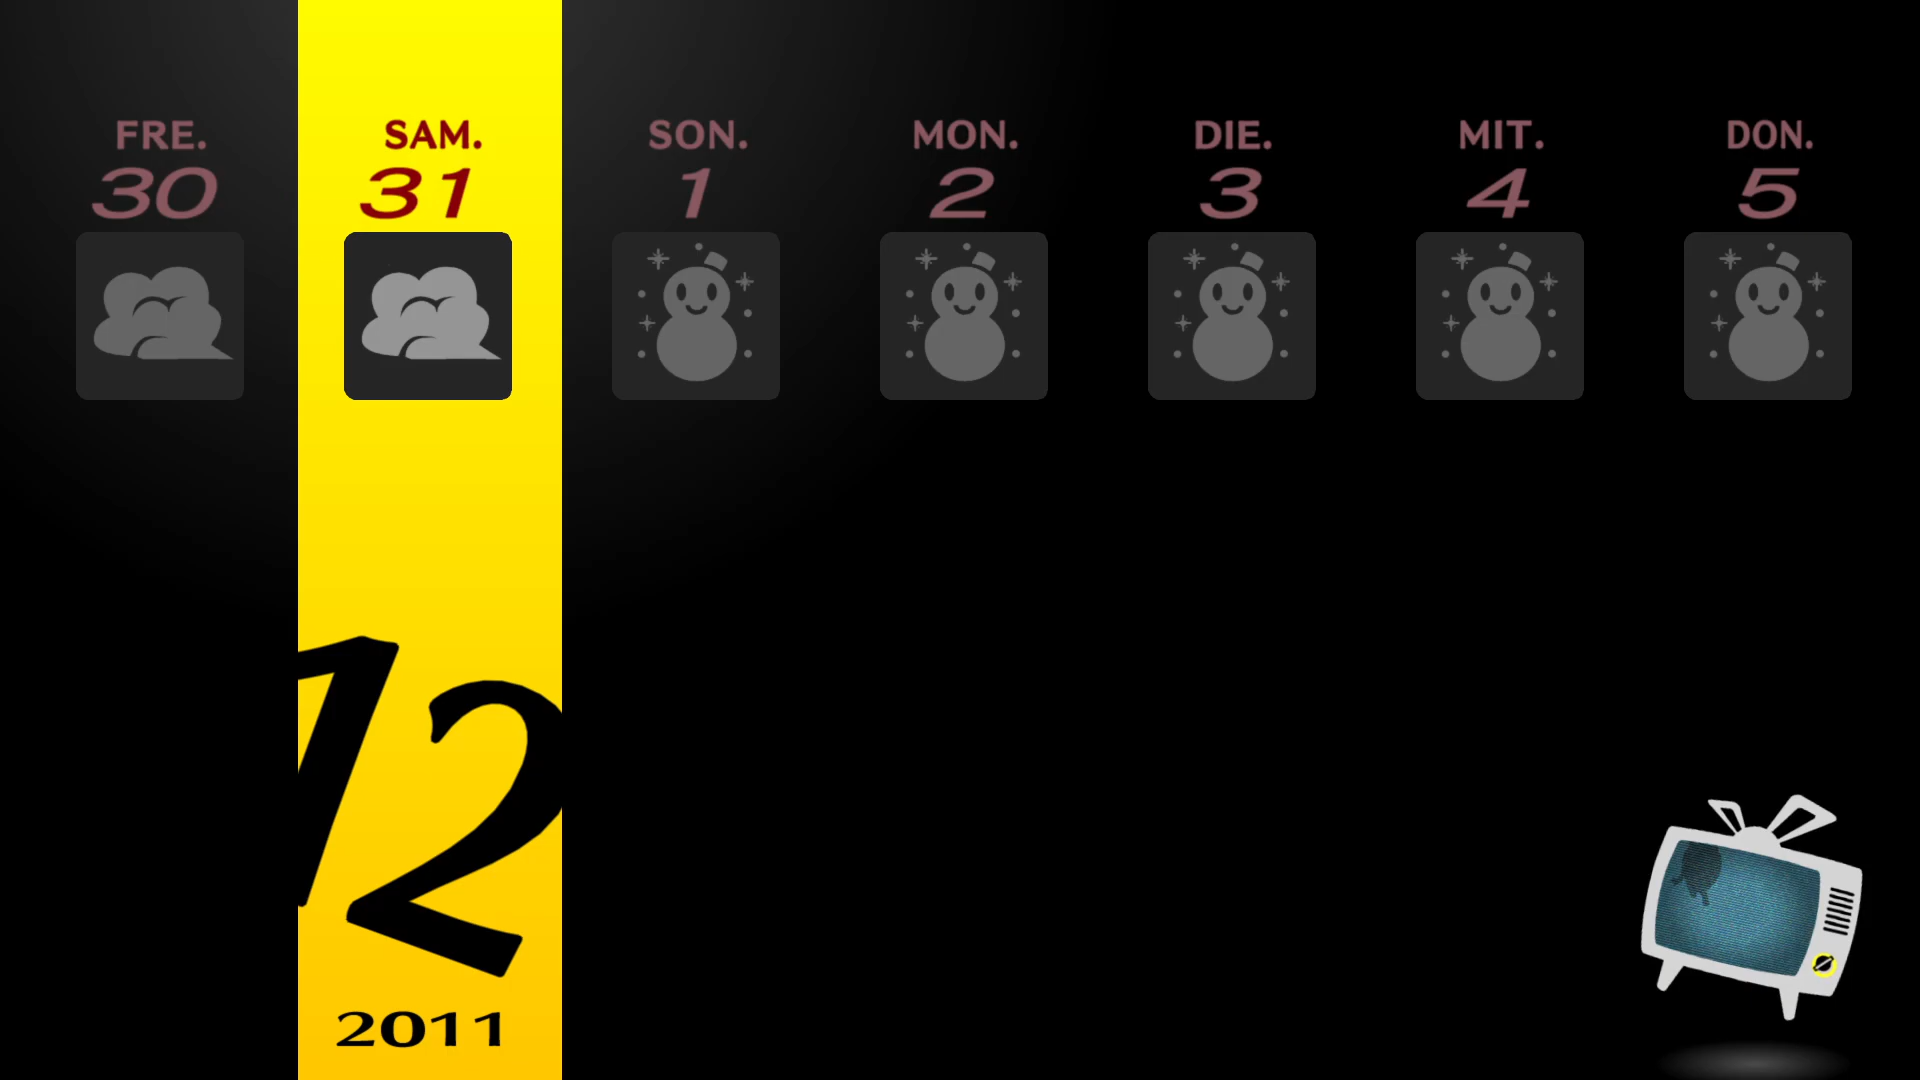 FRE. SAM. SON. MON. DIE. MIT. DON.
30 31 1 2 3 4 5
12
2011